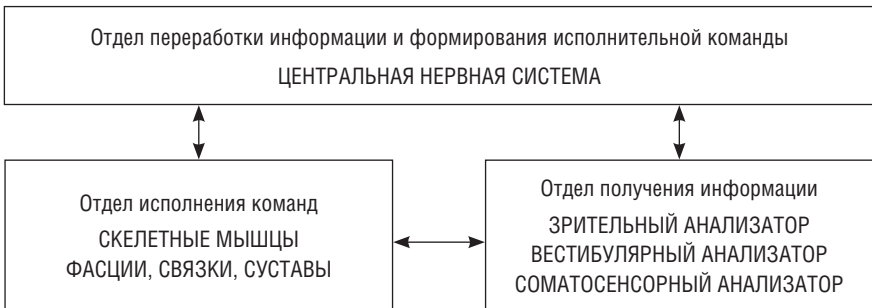 Отдел переработки информации и формирования исполнительной команды
ЦЕНТРАЛЬНАЯ НЕРВНАЯ СИСТЕМА
Отдел исполнения команд
СКЕЛЕТНЫЕ МЫШЦЫ
ФАСЦИИ, СВЯЗКИ, СУСТАВЫ
Отдел получения информации
ЗРИТЕЛЬНЫЙ АНАЛИЗАТОР
ВЕСТИБУЛЯРНЫЙ АНАЛИЗАТОР
СОМАТОСЕНСОРНЫЙ АНАЛИЗАТОР